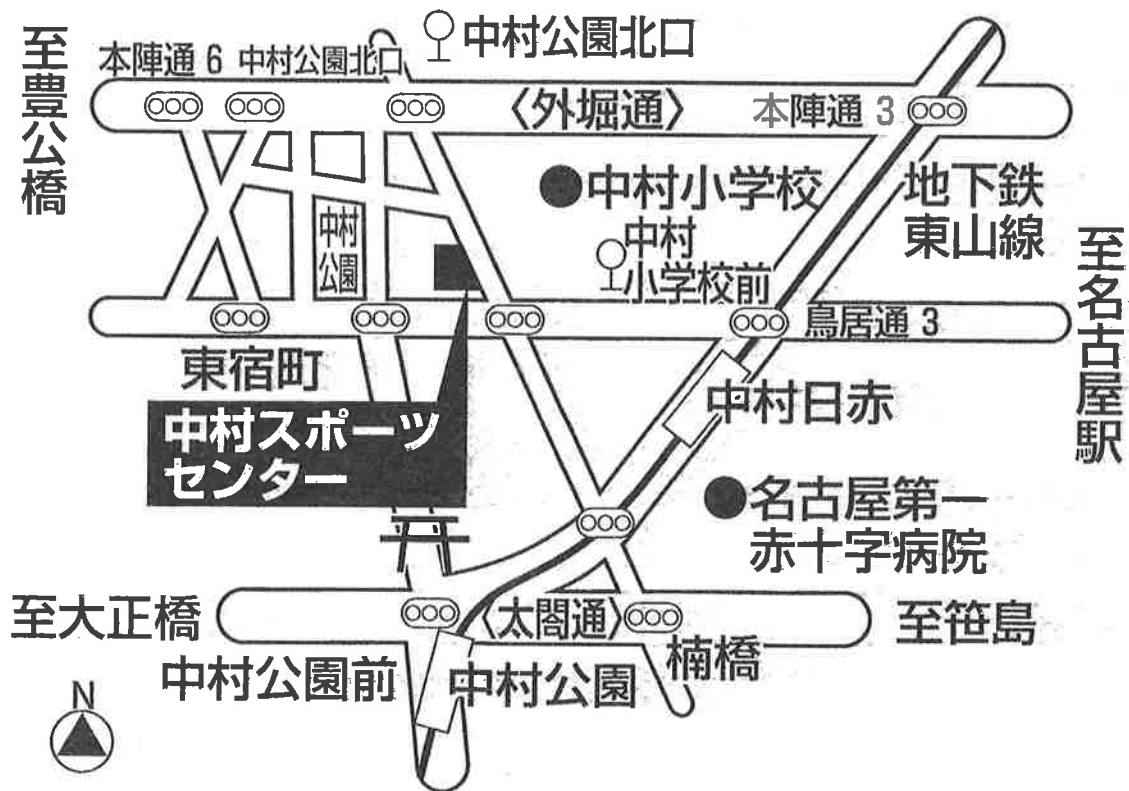 至豊公橋
中村公園北口
本陣通6
中村公園北口
〈外堀通〉
本陣通3
中村小学校
地下鉄
東山線
中村
公園
中村
小学校前
至名古屋駅
鳥居通3
東宿町
中村日赤
中村スポーツ
センター
名古屋第一
赤十字病院
至大正橋
〈太閤通〉
至笹島
楠橋
中村公園前
中村公園
N